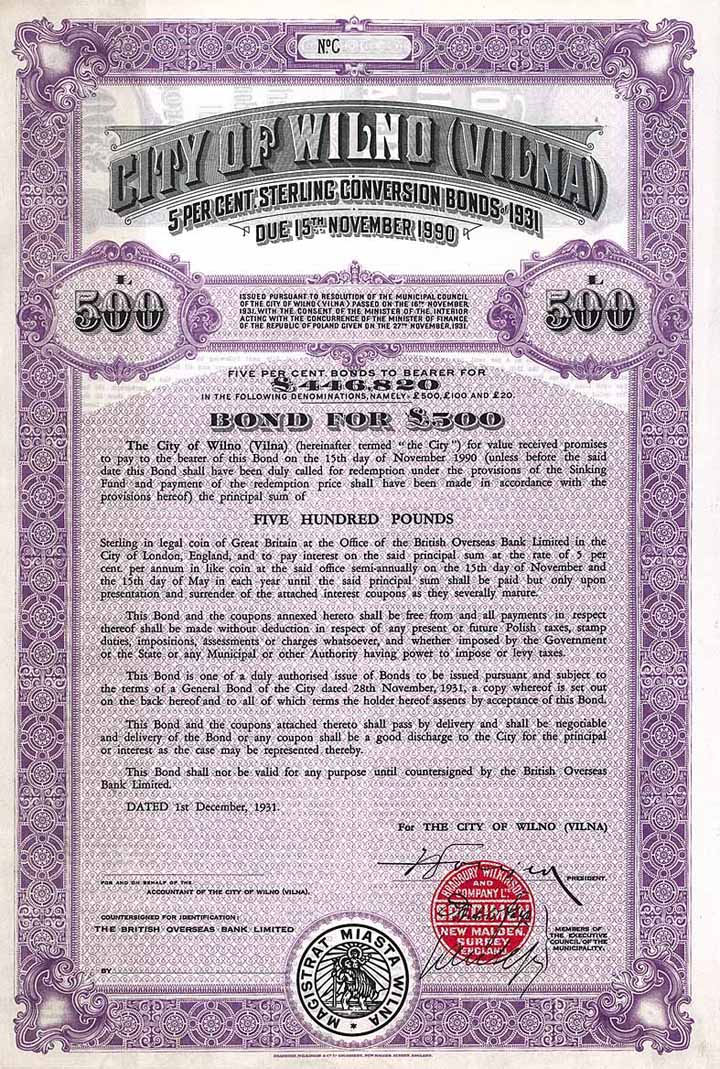 NoC
CITY OF WILNO (VILNA)
5 PER CENT. STERLING CONVERSION BONDS OF 1931
DUE 15TH NOVEMBER 1990
L
500
L
500
ISSUED PURSUANT TO RESOLUTION OF THE MUNICIPAL COUNCIL
OF THE CITY OF WILNO (VILNA) PASSED ON THE 16TH NOVEMBER,
1931, WITH THE CONSENT OF THE MINISTER OF THE INTERIOR
ACTING WITH THE CONCURRENCE OF THE MINISTER OF FINANCE
OF THE REPUBLIC OF POLAND GIVEN ON THE 27TH NOVEMBER, 1931.
FIVE PER CENT. BONDS TO BEARER FOR
£446,820
IN THE FOLLOWING DENOMINATIONS, NAMELY:- £500, £100 AND £20.
BOND FOR £500
The City of Wilno (Vilna) (hereinafter termed "the City") for value received promises
to pay to the bearer of this Bond on the 15th day of November 1990 (unless before the said
date this Bond shall have been duly called for redemption under the provisions of the Sinking
Fund and payment of the redemption price shall have been made in accordance with the
provisions hereof) the principal sum of
FIVE HUNDRED POUNDS
Sterling in legal coin of Great Britain at the Office of the British Overseas Bank Limited in the
City of London, England, and to pay interest on the said principal sum at the rate of 5 per
cent. per annum in like coin at the said office semi-annually on the 15th day of November and
the 15th day of May in each year until the said principal sum shall be paid but only upon
presentation and surrender of the attached interest coupons as they severally mature.
This Bond and the coupons annexed hereto shall be free from and all payments in respect
thereof shall be made without deduction in respect of any present or future Polish taxes, stamp
duties, impositions, assessments or charges whatsoever, and whether imposed by the Government
or the State or any Municipal or other Authority having power to impose or levy taxes.
This Bond is one of a duly authorised issue of Bonds to be issued pursuant and subject to
the terms of a General Bond of the City dated 28th November, 1931, a copy whereof is set out
on the back hereof and to all of which terms the holder hereof assents by acceptance of this Bond.
This Bond and the coupons attached thereto shall pass by delivery and shall be negotiable
and delivery of the Bond or any coupon shall be a good discharge to the City for the principal
or interest as the case may be represented thereby.
This Bond shall not be valid for any purpose until countersigned by the British Overseas
Bank Limited.
DATED 1st December, 1931.
For THE CITY OF WILNO (VILNA)
PRESIDENT.
FOR AND ON BEHALF OF THE
ACCOUNTANT OF THE CITY OF WILNO (VILNA).
BRADBURY WILKINSON
AND
COMPANY LD.
SPECIMEN
NEW MALDEN,
SURREY
ENGLAND
COUNTERSIGNED FOR IDENTIFICATION:
THE BRITISH OVERSEAS BANK LIMITED
MEMBERS OF
THE EXECUTIVE
COUNCIL OF THE
MUNICIPALITY.
BY
MAGISTRAT MIASTA WILNA
BRADBURY, WILKINSON & Co. Ld. ENGRAVERS, NEW MALDEN, SURREY, ENGLAND.